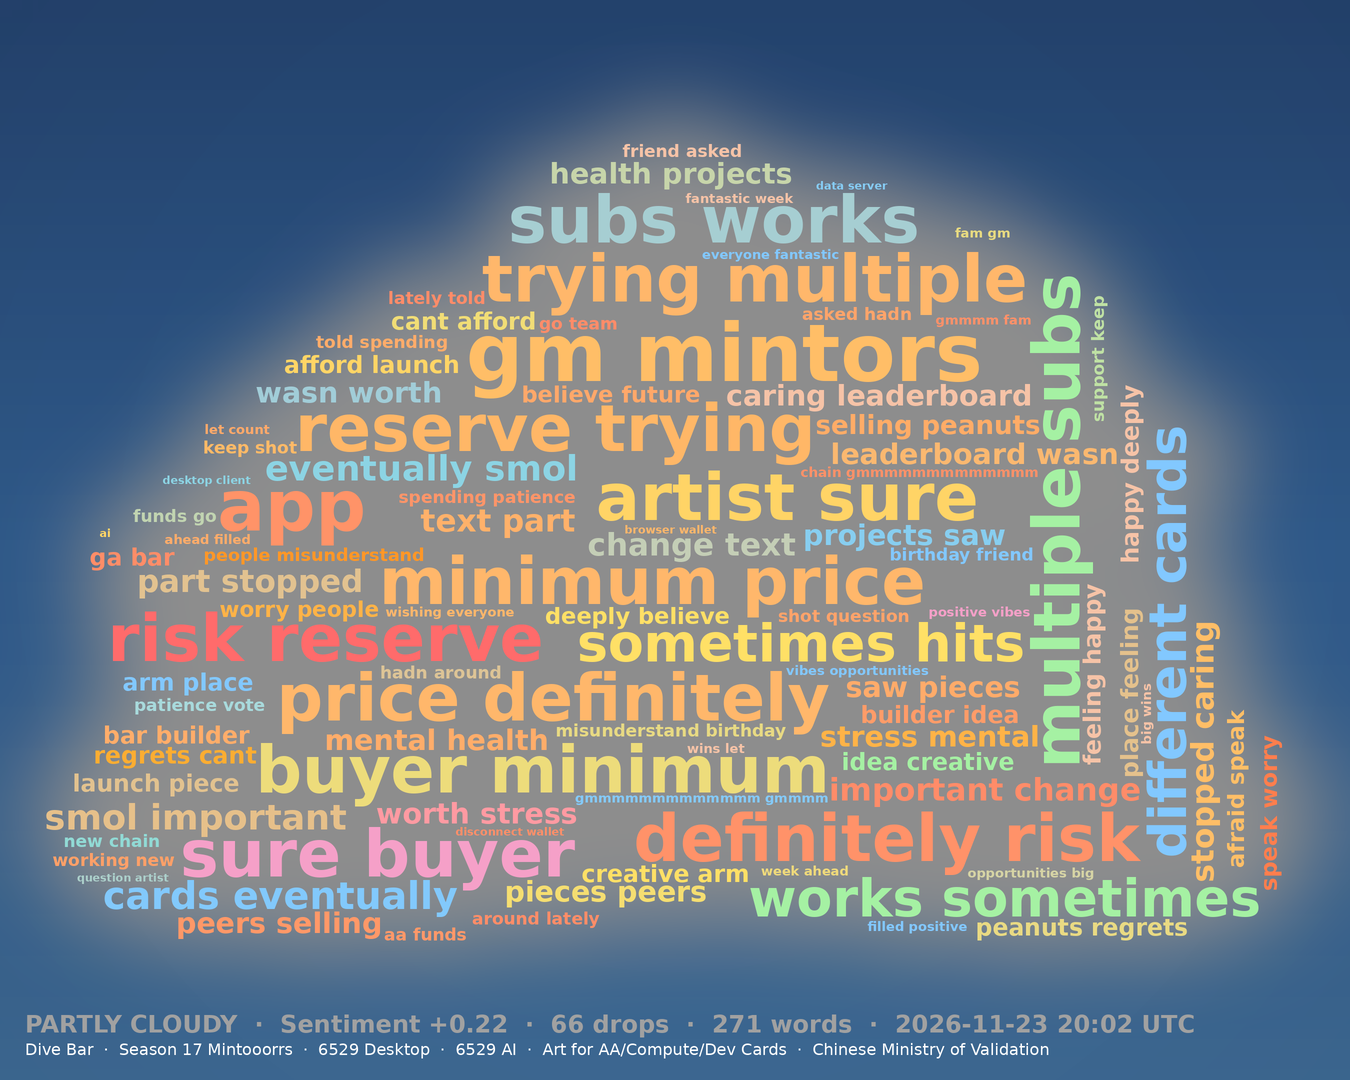 friend asked
health projects
data server
fantastic week
subs works
fam gm
everyone fantastic
trying multiple
lately told
cant afford
go team
asked hadn
gmmmm fam
told spending
gm mintors
afford launch
wasn worth
believe future
caring leaderboard
multiple subs
support keep
let count
keep shot
reserve trying
selling peanuts
leaderboard wasn
happy deeply
eventually smol
chain gmmmmmmmmmmmmmm
desktop client
app
spending patience
artist sure
different cards
funds go
text part
browser wallet
ai
ahead filled
change text
projects saw
ga bar
people misunderstand
birthday friend
part stopped
minimum price
worry people
wishing everyone
deeply believe
shot question
positive vibes
risk reserve
sometimes hits
feeling happy
place feeling
stopped caring
hadn around
vibes opportunities
arm place
price definitely
saw pieces
patience vote
builder idea
big wins
afraid speak
speak worry
bar builder
mental health
misunderstand birthday
stress mental
regrets cant
wins let
buyer minimum
idea creative
launch piece
gmmmmmmmmmmmmm gmmmm
important change
smol important
worth stress
disconnect wallet
definitely risk
new chain
sure buyer
working new
question artist
creative arm
week ahead
opportunities big
cards eventually
pieces peers
works sometimes
peers selling
around lately
aa funds
filled positive
peanuts regrets
PARTLY CLOUDY · Sentiment +0.22 · 66 drops · 271 words · 2026-11-23 20:02 UTC
Dive Bar · Season 17 Mintooorrs · 6529 Desktop · 6529 AI · Art for AA/Compute/Dev Cards · Chinese Ministry of Validation